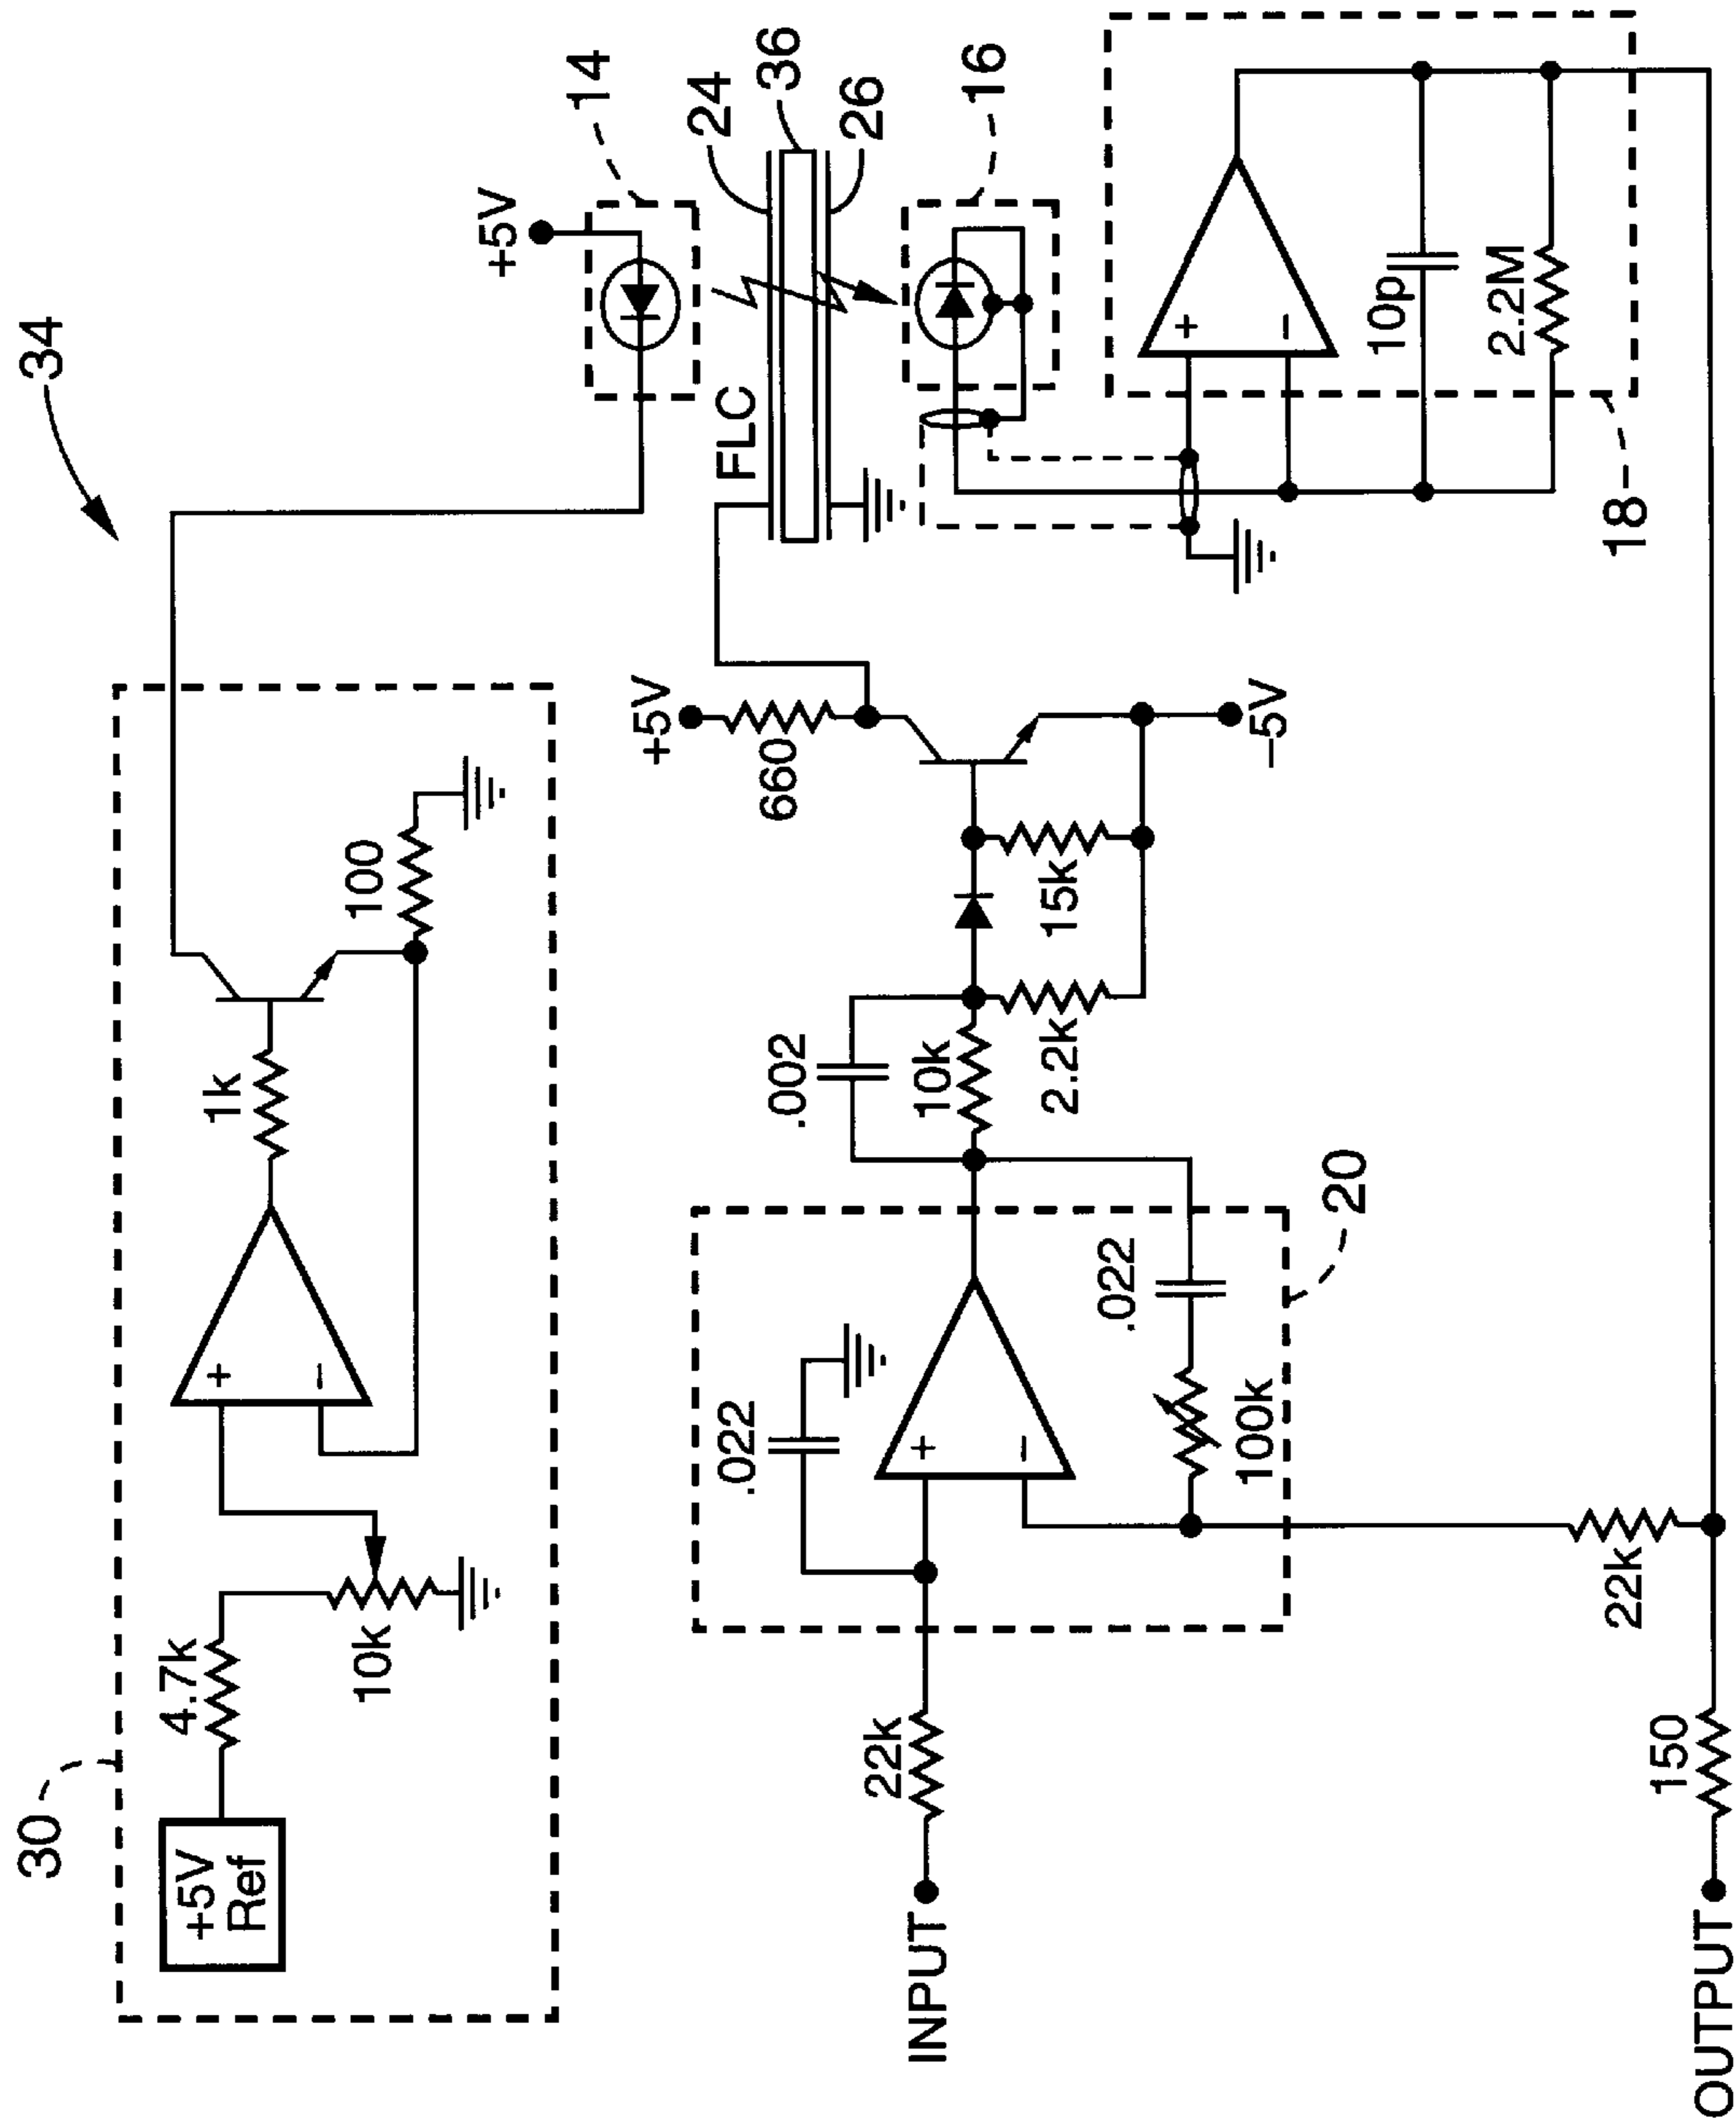 34
30
+5V
Ref
4.7k
10k
+
–
1k
100
+5V
14
24
36
26
FLC
16
+5V
660
–5V
15k
2.2k
.002
10k
20
.022
+
–
.022
100k
22k
INPUT
+
–
10p
2.2M
18
22k
150
OUTPUT